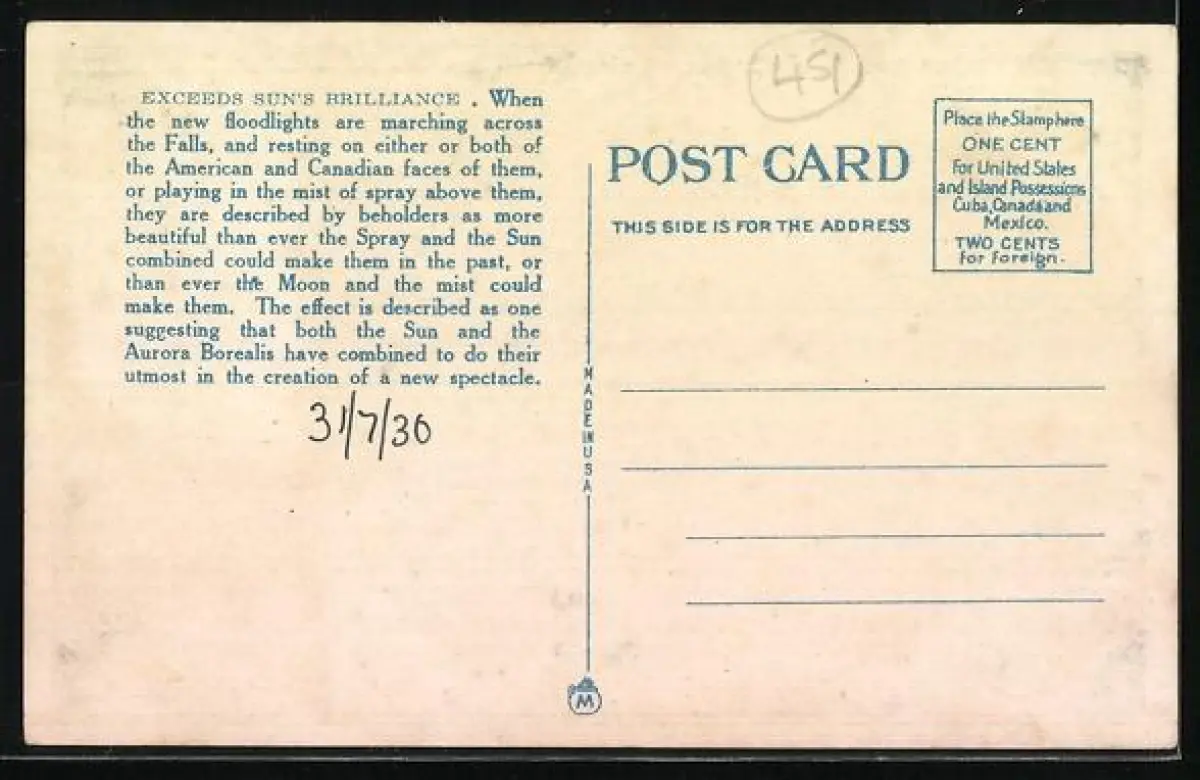 451
EXCEEDS SUN'S BRILLIANCE . When
the new floodlights are marching across
the Falls, and resting on either or both of
the American and Canadian faces of them,
or playing in the mist of spray above them,
they are described by beholders as more
beautiful than ever the Spray and the Sun
combined could make them in the past, or
than ever the Moon and the mist could
make them. The effect is described as one
suggesting that both the Sun and the
Aurora Borealis have combined to do their
utmost in the creation of a new spectacle.
31/7/30
MADE IN USA
M
POST CARD
THIS SIDE IS FOR THE ADDRESS
Place the Stamp here
ONE CENT
For United States
and Island Possessions
Cuba, Canada and
Mexico.
TWO CENTS
for Foreign.